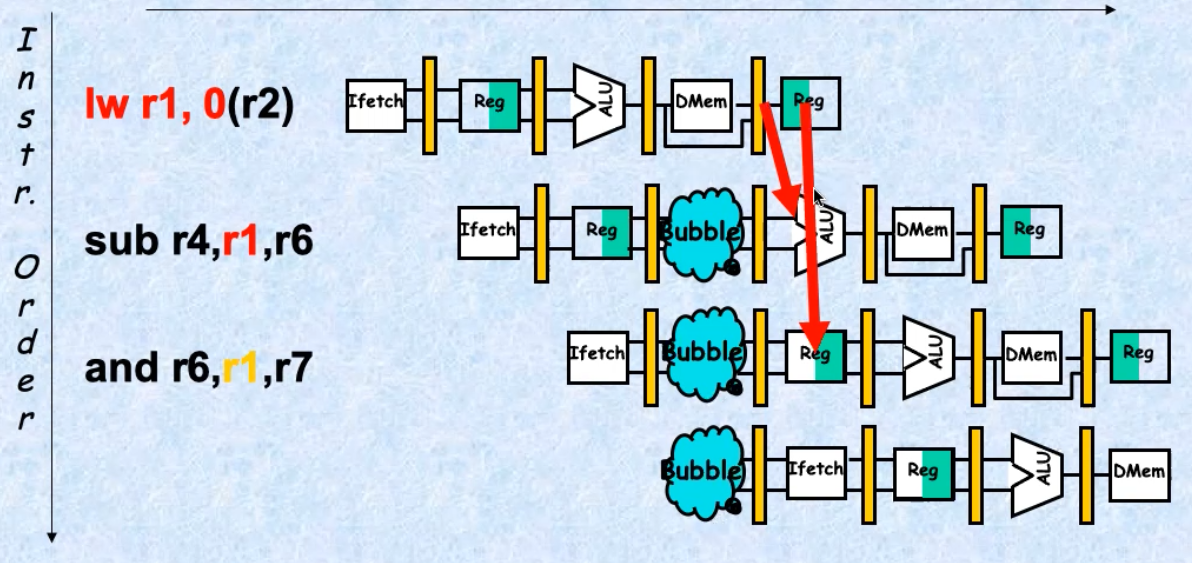 Instr. Order
lw r1, 0(r2)
Ifetch Reg ALU DMem Reg
sub r4,r1,r6
Ifetch Reg Bubble ALU DMem Reg
and r6,r1,r7
Ifetch Bubble Reg ALU DMem Reg
Bubble Ifetch Reg ALU DMem